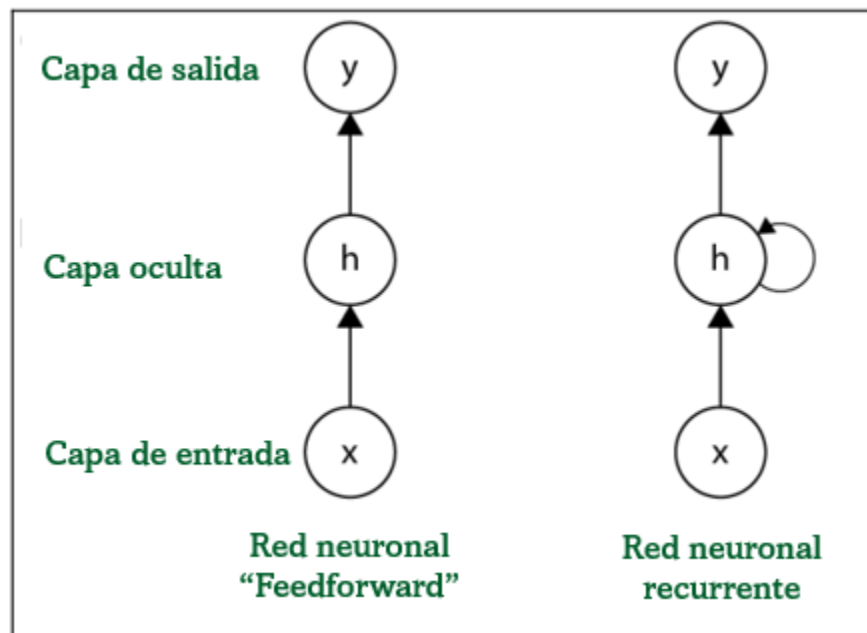 Capa de salida
y
y
Capa oculta
h
h
Capa de entrada
x
x
Red neuronal
“Feedforward”
Red neuronal
recurrente